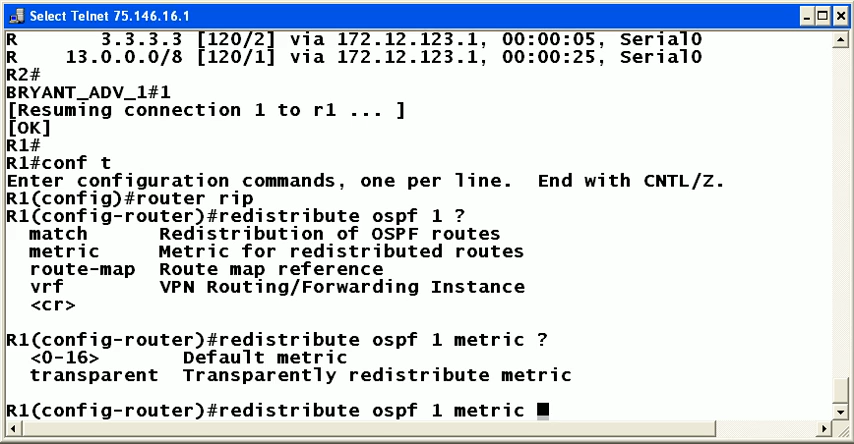 Select Telnet 75.146.16.1
R        3.3.3.3 [120/2] via 172.12.123.1, 00:00:05, Serial0
R     13.0.0.0/8 [120/1] via 172.12.123.1, 00:00:25, Serial0
R2#
BRYANT_ADV_1#1
[Resuming connection 1 to r1 ... ]
[OK]
R1#
R1#conf t
Enter configuration commands, one per line.  End with CNTL/Z.
R1(config)#router rip
R1(config-router)#redistribute ospf 1 ?
  match      Redistribution of OSPF routes
  metric     Metric for redistributed routes
  route-map  Route map reference
  vrf        VPN Routing/Forwarding Instance
  <cr>
R1(config-router)#redistribute ospf 1 metric ?
  <0-16>       Default metric
  transparent  Transparently redistribute metric
R1(config-router)#redistribute ospf 1 metric